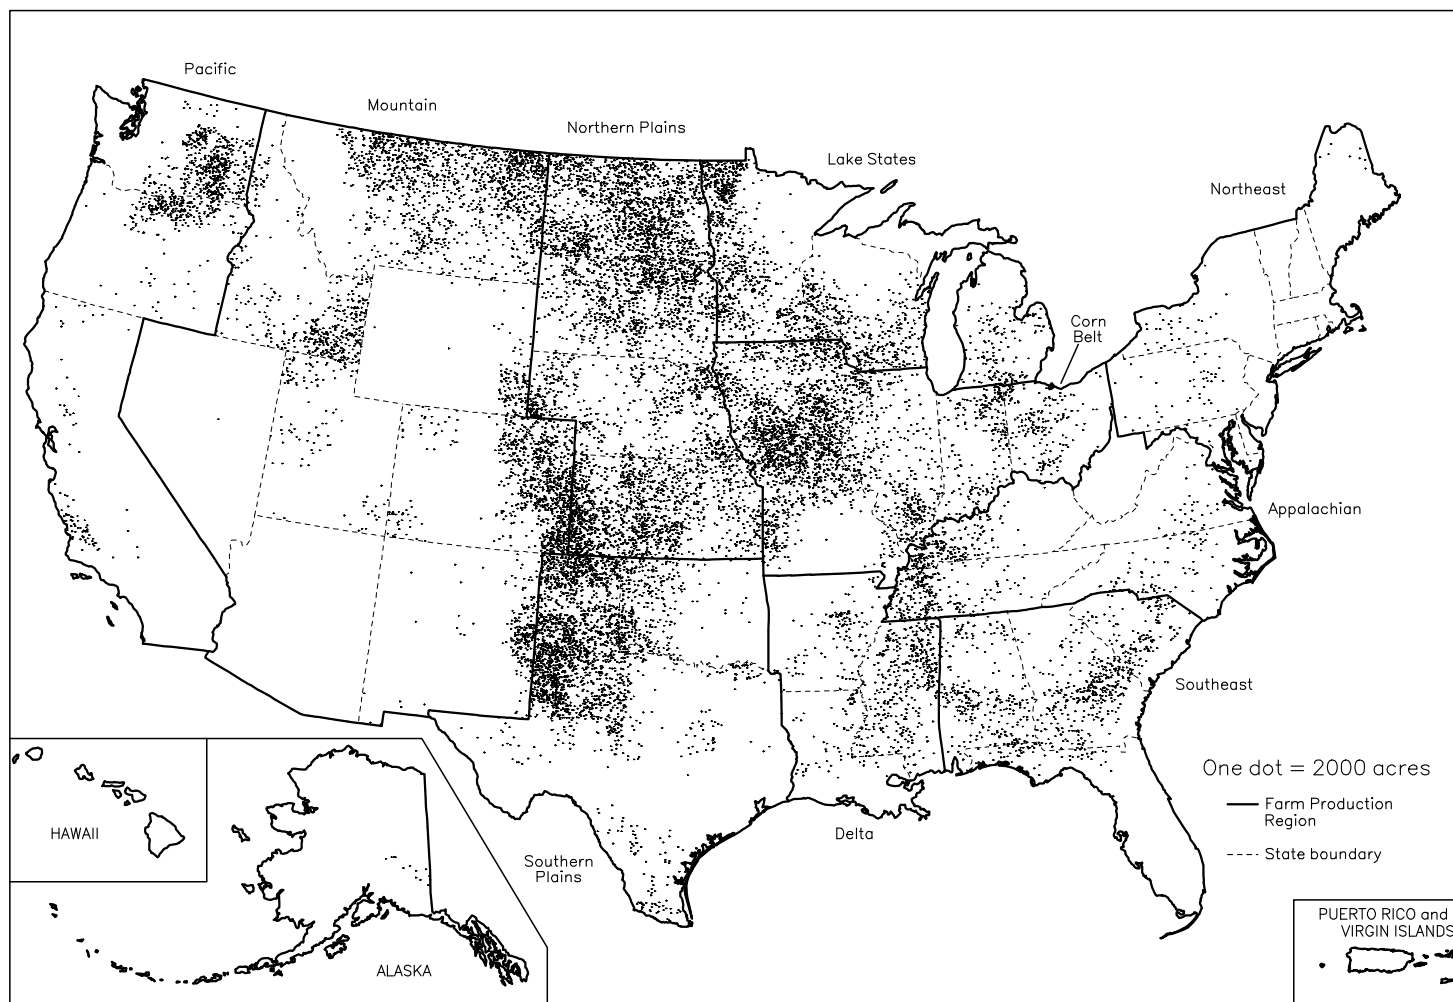 Pacific
Mountain
Northern Plains
Lake States
Northeast
Corn
Belt
Appalachian
Southeast
One dot = 2000 acres
Farm Production
Region
State boundary
HAWAII
Delta
Southern
Plains
ALASKA
PUERTO RICO and
VIRGIN ISLANDS